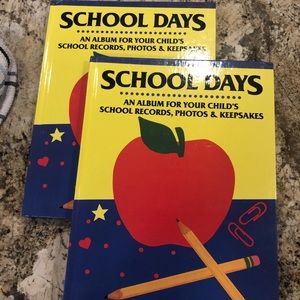 SCHOOL DAYS
AN ALBUM FOR YOUR CHILD'S
SCHOOL RECORDS, PHOTOS & KEEPSAKES
SCHOOL DAYS
AN ALBUM FOR YOUR CHILD'S
SCHOOL RECORDS, PHOTOS & KEEPSAKES